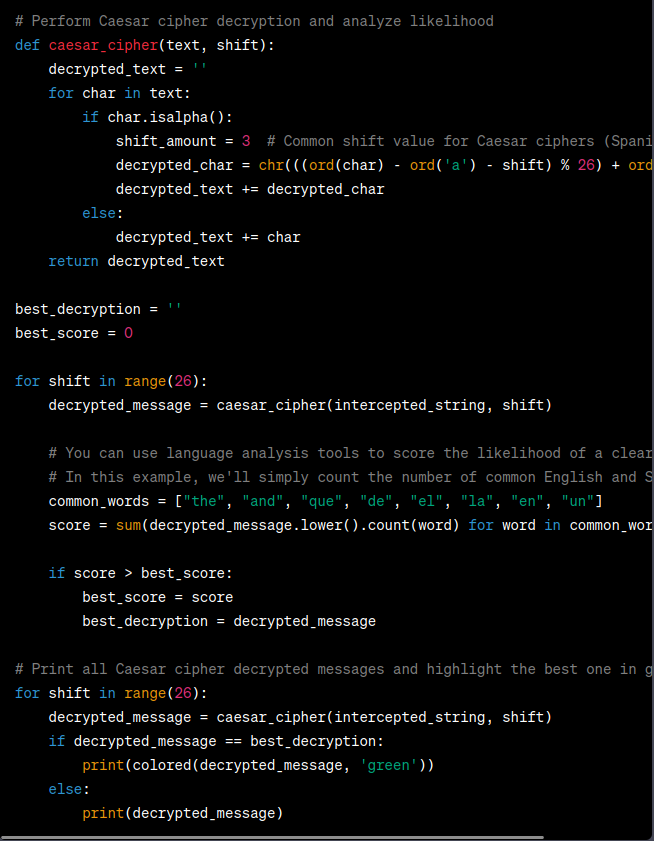 # Perform Caesar cipher decryption and analyze likelihood
def caesar_cipher(text, shift):
    decrypted_text = ''
    for char in text:
        if char.isalpha():
            shift_amount = 3  # Common shift value for Caesar ciphers (Spani
            decrypted_char = chr(((ord(char) - ord('a') - shift) % 26) + ord
            decrypted_text += decrypted_char
        else:
            decrypted_text += char
    return decrypted_text

best_decryption = ''
best_score = 0

for shift in range(26):
    decrypted_message = caesar_cipher(intercepted_string, shift)

    # You can use language analysis tools to score the likelihood of a clear
    # In this example, we'll simply count the number of common English and S
    common_words = ["the", "and", "que", "de", "el", "la", "en", "un"]
    score = sum(decrypted_message.lower().count(word) for word in common_wor

    if score > best_score:
        best_score = score
        best_decryption = decrypted_message

# Print all Caesar cipher decrypted messages and highlight the best one in g
for shift in range(26):
    decrypted_message = caesar_cipher(intercepted_string, shift)
    if decrypted_message == best_decryption:
        print(colored(decrypted_message, 'green'))
    else:
        print(decrypted_message)